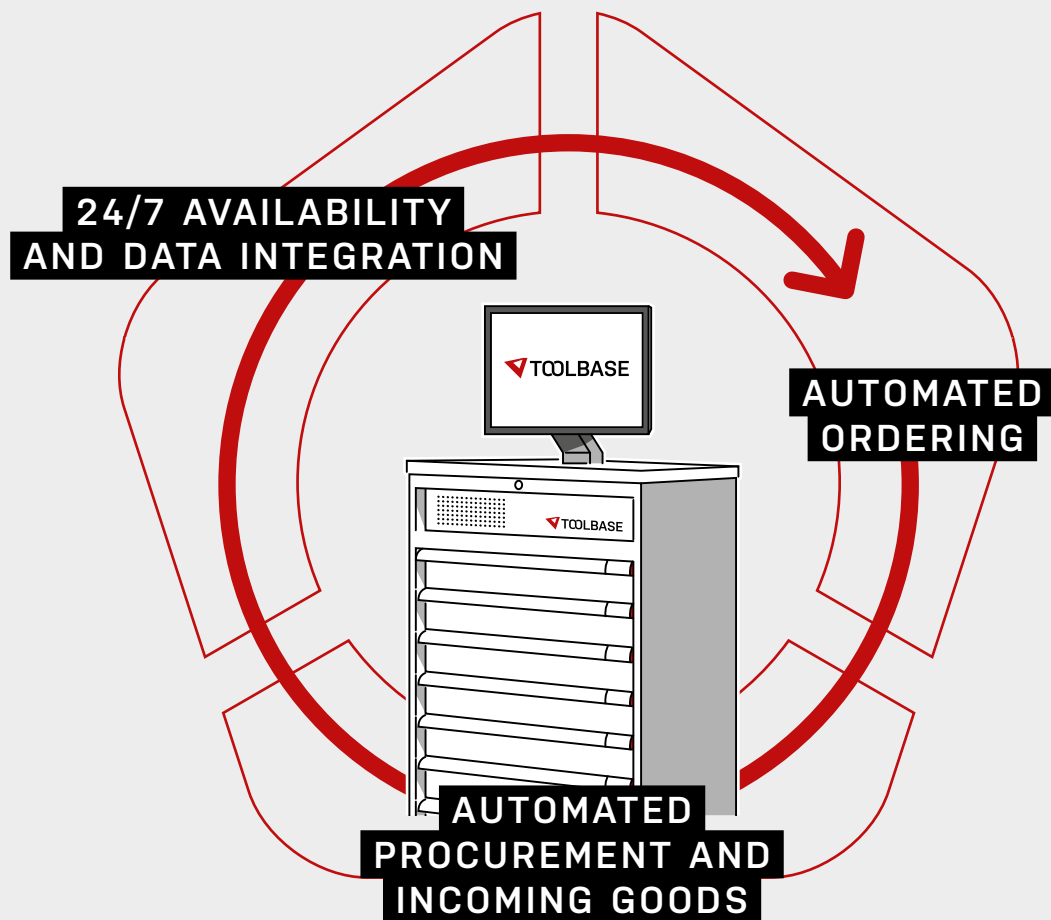 24/7 AVAILABILITY
AND DATA INTEGRATION
TOOLBASE
AUTOMATED
ORDERING
TOOLBASE
AUTOMATED
PROCUREMENT AND
INCOMING GOODS